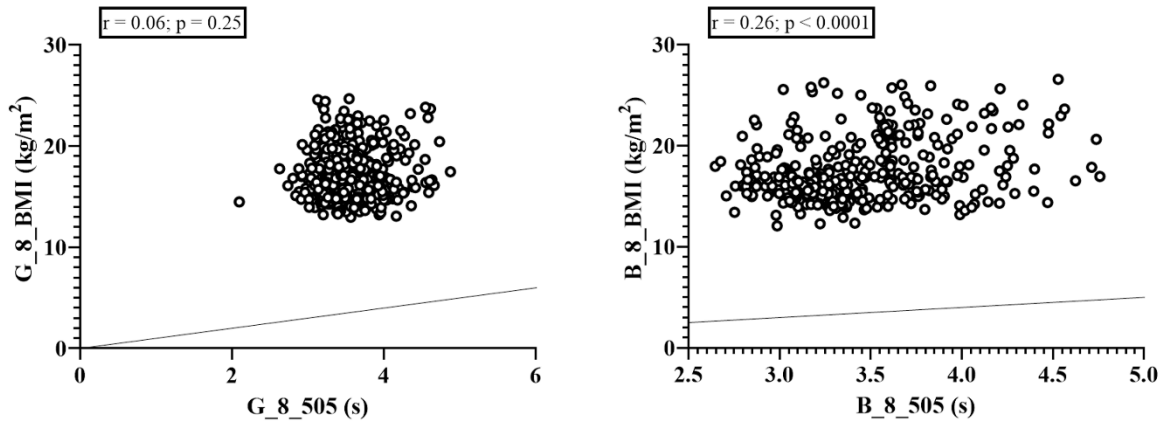 r = 0.06; p = 0.25
30
20
10
0
G_8_BMI (kg/m²)
0 2 4 6
G_8_505 (s)
r = 0.26; p < 0.0001
30
20
10
0
B_8_BMI (kg/m²)
2.5 3.0 3.5 4.0 4.5 5.0
B_8_505 (s)